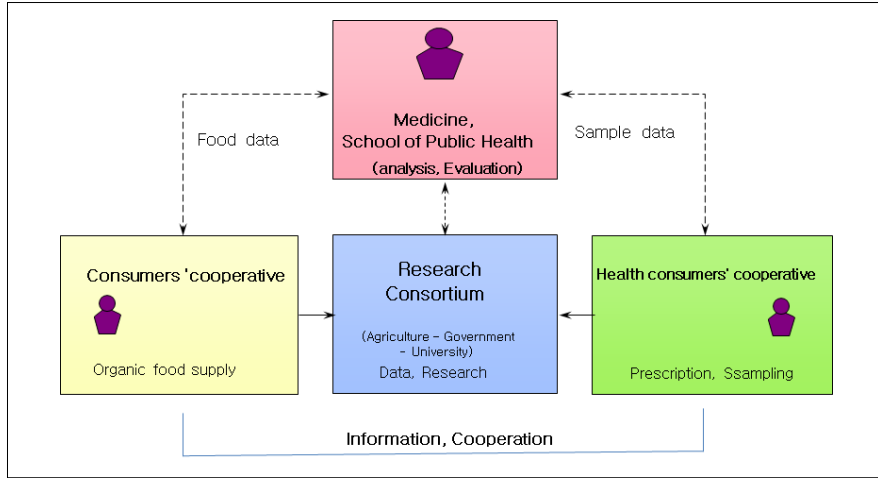 Medicine,
School of Public Health
(analysis, Evaluation)
Food data
Sample data
Consumers 'cooperative
Organic food supply
Research
Consortium
(Agriculture – Government
- University)
Data, Research
Health consumers' cooperative
Prescription, Ssampling
Information, Cooperation